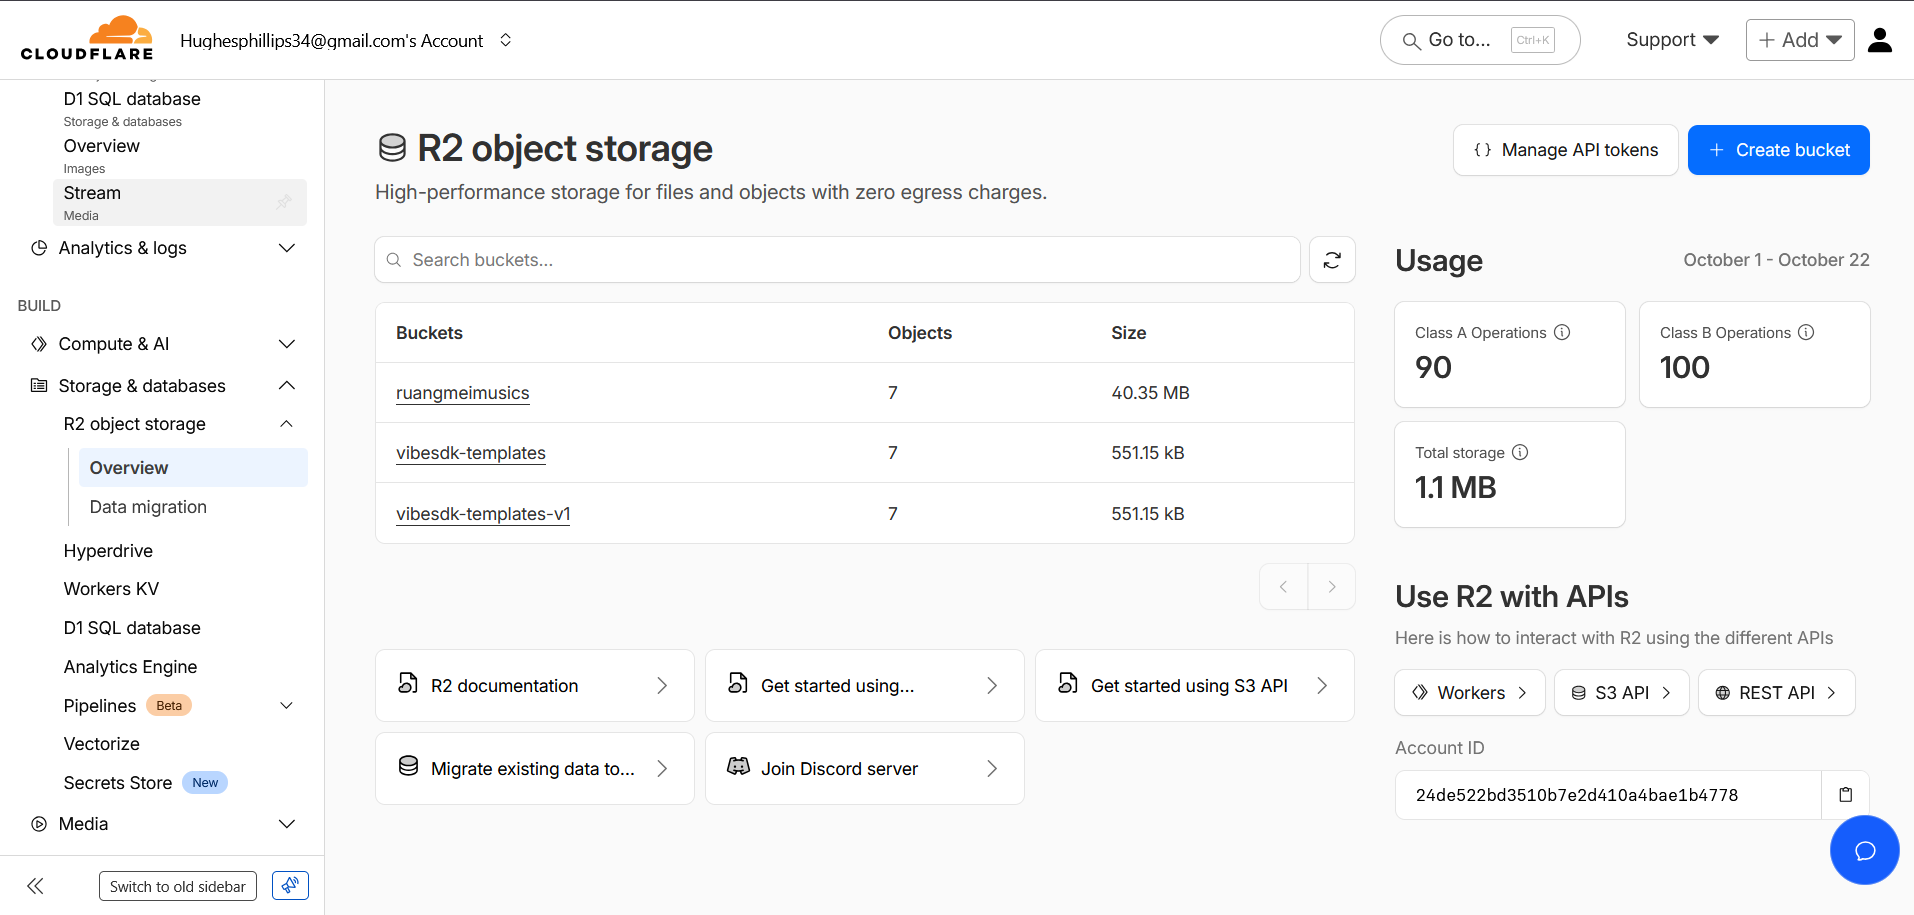 CLOUDFLARE
Hughesphillips34@gmail.com's Account
Go to... Ctrl+K
Support
Add
D1 SQL database
Storage & databases
Overview
Images
Stream
Media
Analytics & logs
BUILD
Compute & AI
Storage & databases
R2 object storage
Overview
Data migration
Hyperdrive
Workers KV
D1 SQL database
Analytics Engine
Pipelines Beta
Vectorize
Secrets Store New
Media
Switch to old sidebar
R2 object storage
High-performance storage for files and objects with zero egress charges.
{} Manage API tokens
+ Create bucket
Search buckets...
Buckets Objects Size
ruangmeimusics 7 40.35 MB
vibesdk-templates 7 551.15 kB
vibesdk-templates-v1 7 551.15 kB
R2 documentation
Get started using...
Get started using S3 API
Migrate existing data to...
Join Discord server
Usage October 1 - October 22
Class A Operations
90
Class B Operations
100
Total storage
1.1 MB
Use R2 with APIs
Here is how to interact with R2 using the different APIs
Workers
S3 API
REST API
Account ID
24de522bd3510b7e2d410a4bae1b4778